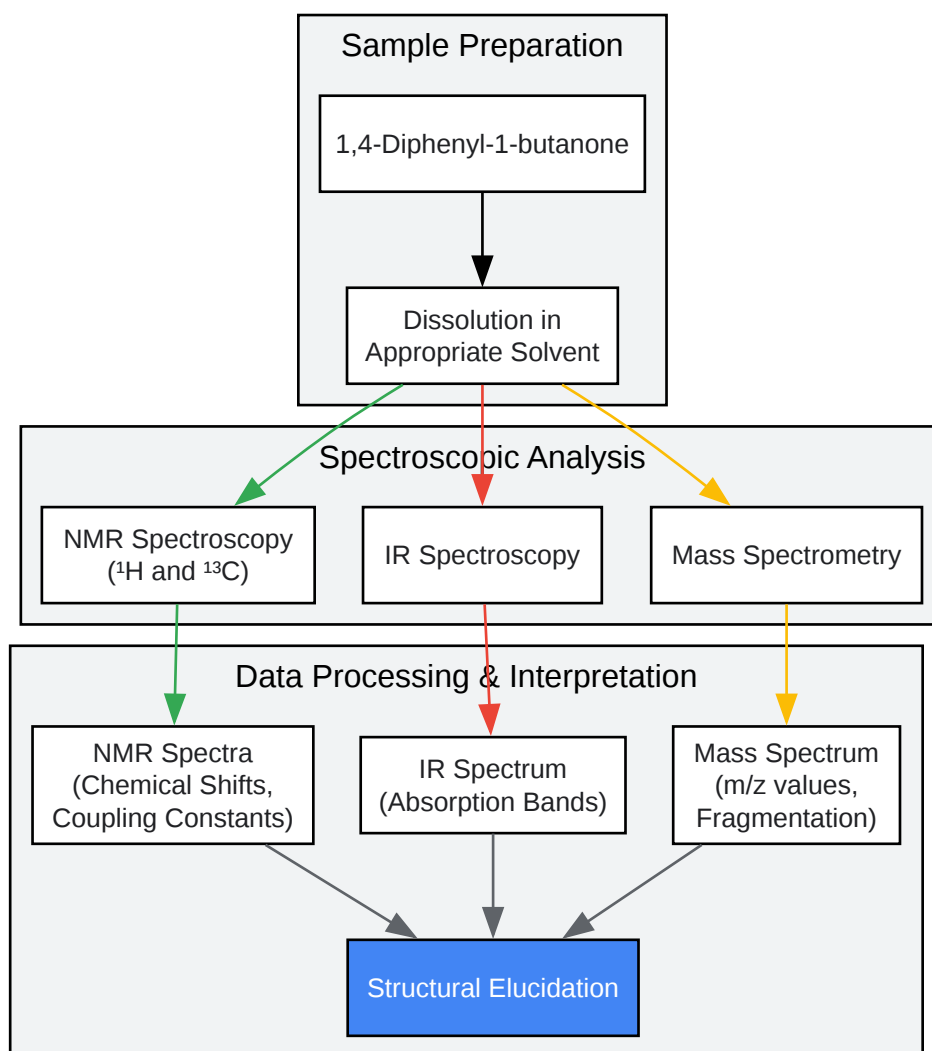 Sample Preparation
1,4-Diphenyl-1-butanone
Dissolution in
Appropriate Solvent
Spectroscopic Analysis
NMR Spectroscopy
(¹H and ¹³C)
IR Spectroscopy
Mass Spectrometry
Data Processing & Interpretation
NMR Spectra
(Chemical Shifts,
Coupling Constants)
IR Spectrum
(Absorption Bands)
Mass Spectrum
(m/z values,
Fragmentation)
Structural Elucidation